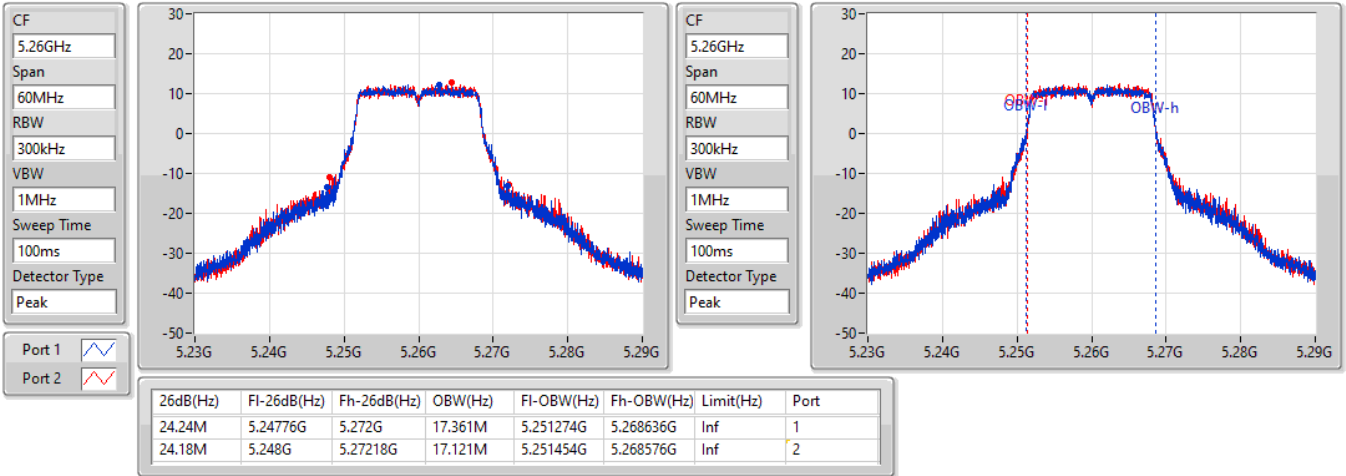 CF
5.26GHz
Span
60MHz
RBW
300kHz
VBW
1MHz
Sweep Time
100ms
Detector Type
Peak
Port 1
Port 2
30
20
10
0
-10
-20
-30
-40
-50
5.23G 5.24G 5.25G 5.26G 5.27G 5.28G 5.29G
CF
5.26GHz
Span
60MHz
RBW
300kHz
VBW
1MHz
Sweep Time
100ms
Detector Type
Peak
30
20
10
0
-10
-20
-30
-40
-50
OBW-l
OBW-h
5.23G 5.24G 5.25G 5.26G 5.27G 5.28G 5.29G
26dB(Hz) Fl-26dB(Hz) Fh-26dB(Hz) OBW(Hz) Fl-OBW(Hz) Fh-OBW(Hz) Limit(Hz) Port
24.24M 5.24776G 5.272G 17.361M 5.251274G 5.268636G Inf 1
24.18M 5.248G 5.27218G 17.121M 5.251454G 5.268576G Inf 2